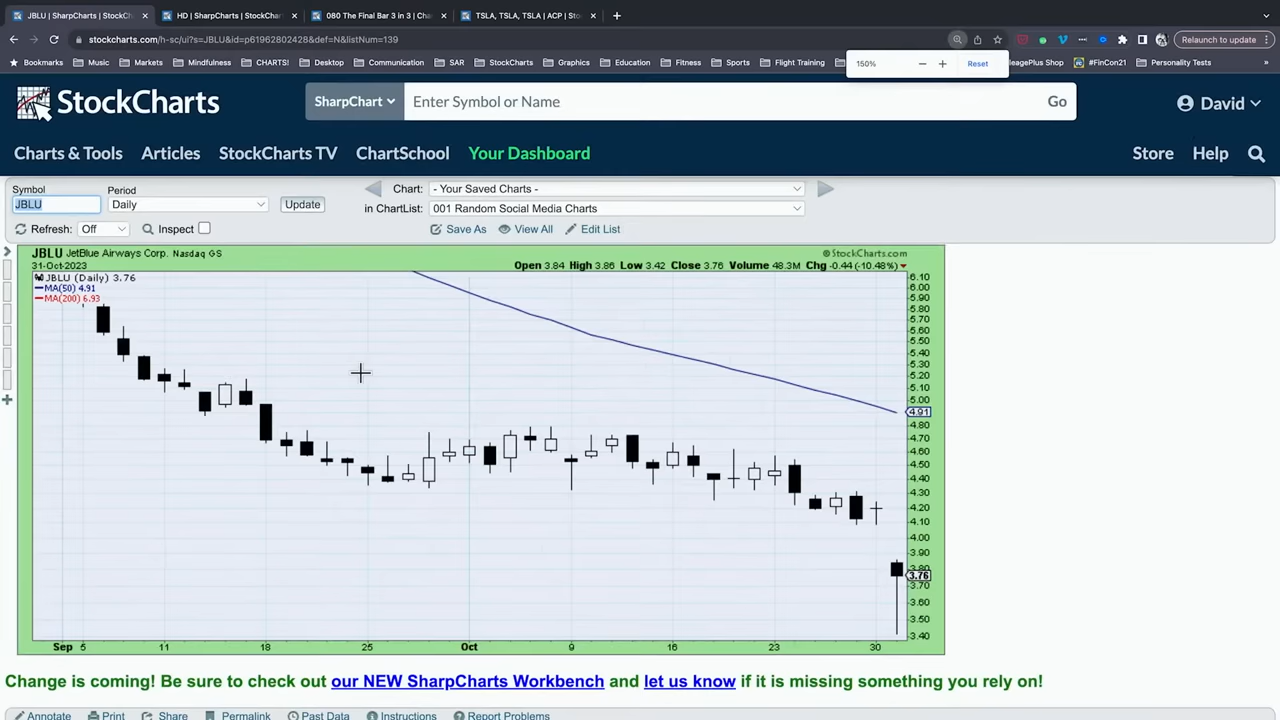 JBLU | SharpCharts | StockCh
HD | SharpCharts | StockChar
080 The Final Bar 3 in 3 | Cha
TSLA, TSLA, TSLA | ACP | Sto
stockcharts.com/h-sc/ui?s=JBLU&id=p61962802428&def=N&listNum=139
Relaunch to update
Bookmarks
Music
Markets
Mindfulness
CHARTS!
Desktop
Communication
SAR
StockCharts
Graphics
Education
Fitness
Sports
Flight Training
leagePlus Shop
#FinCon21
Personality Tests
»
150%
Reset
StockCharts
SharpChart
Enter Symbol or Name
Go
David
Charts & Tools
Articles
StockCharts TV
ChartSchool
Your Dashboard
Store
Help
Symbol
Period
JBLU
Daily
Update
Chart:
- Your Saved Charts -
in ChartList:
001 Random Social Media Charts
Refresh:
Off
Inspect
Save As
View All
Edit List
JBLU JetBlue Airways Corp. Nasdaq GS
©StockCharts.com
31-Oct-2023
Open 3.84 High 3.86 Low 3.42 Close 3.76 Volume 48.3M Chg -0.44 (-10.48%)
JBLU (Daily) 3.76
MA(50) 4.91
MA(200) 6.93
6.10
6.00
5.90
5.80
5.70
5.60
5.50
5.40
5.30
5.20
5.10
5.00
4.91
4.80
4.70
4.60
4.50
4.40
4.30
4.20
4.10
4.00
3.90
3.80
3.76
3.70
3.60
3.50
3.40
Sep 5 11 18 25 Oct 9 16 23 30
Change is coming! Be sure to check out our NEW SharpCharts Workbench and let us know if it is missing something you rely on!
Annotate
Print
Share
Permalink
Past Data
Instructions
Report Problems